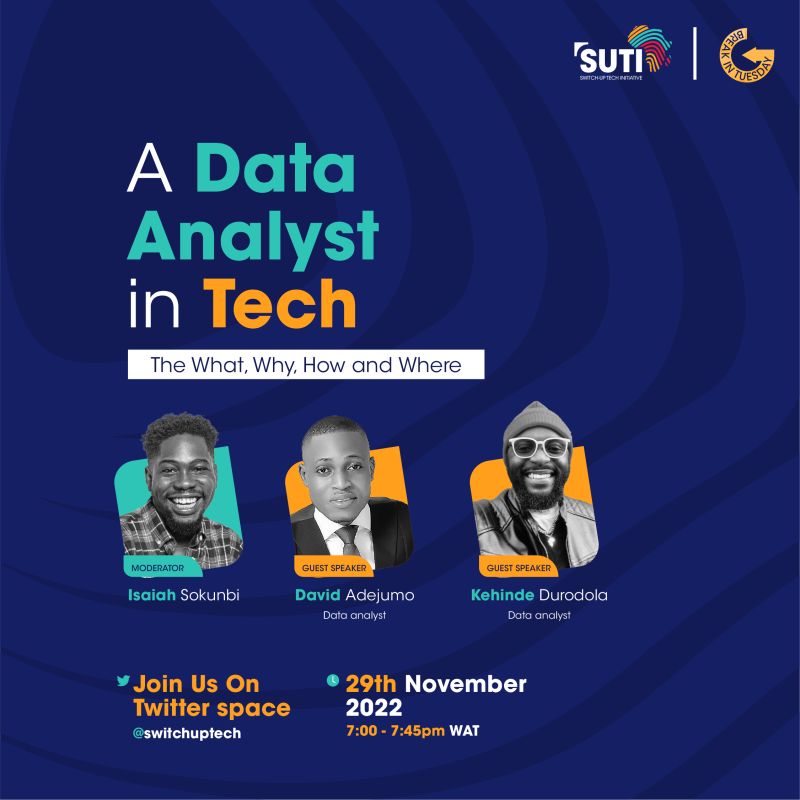 SUTI
SWITCH-UP TECH INITIATIVE
BREAK IN TUESDAY
A Data
Analyst
in Tech
The What, Why, How and Where
MODERATOR
Isaiah Sokunbi
GUEST SPEAKER
David Adejumo
Data analyst
GUEST SPEAKER
Kehinde Durodola
Data analyst
Join Us On
Twitter space
@switchuptech
29th November
2022
7:00 - 7:45pm WAT